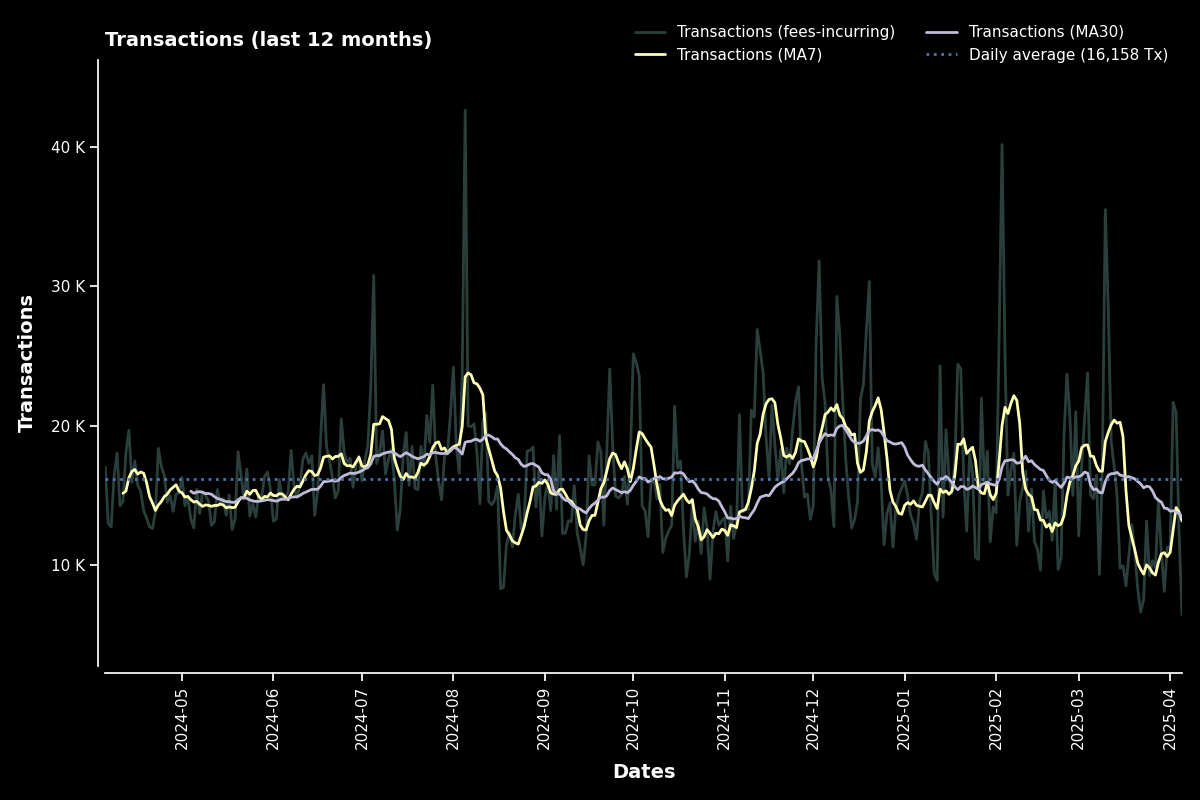 Transactions (last 12 months)
Transactions (fees-incurring)
Transactions (MA7)
Transactions (MA30)
Daily average (16,158 Tx)
Transactions
40 K
30 K
20 K
10 K
2024-05
2024-06
2024-07
2024-08
2024-09
2024-10
2024-11
2024-12
2025-01
2025-02
2025-03
2025-04
Dates